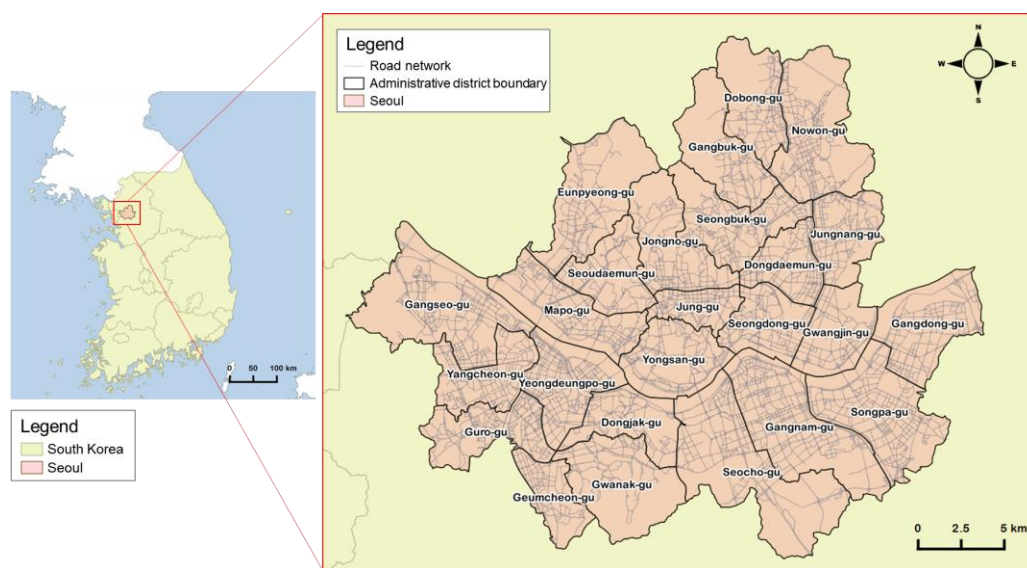 0 50 100 km
Legend
South Korea
Seoul
Legend
Road network
Administrative district boundary
Seoul
N
W E
S
Dobong-gu
Nowon-gu
Gangbuk-gu
Eunpyeong-gu
Seongbuk-gu
Jungnang-gu
Jongno-gu
Dongdaemun-gu
Seoudaemun-gu
Gangseo-gu
Mapo-gu
Jung-gu
Seongdong-gu
Gwangjin-gu
Gangdong-gu
Yongsan-gu
Yangcheon-gu
Yeongdeungpo-gu
Songpa-gu
Dongjak-gu
Gangnam-gu
Guro-gu
Seocho-gu
Gwanak-gu
Geumcheon-gu
0 2.5 5 km